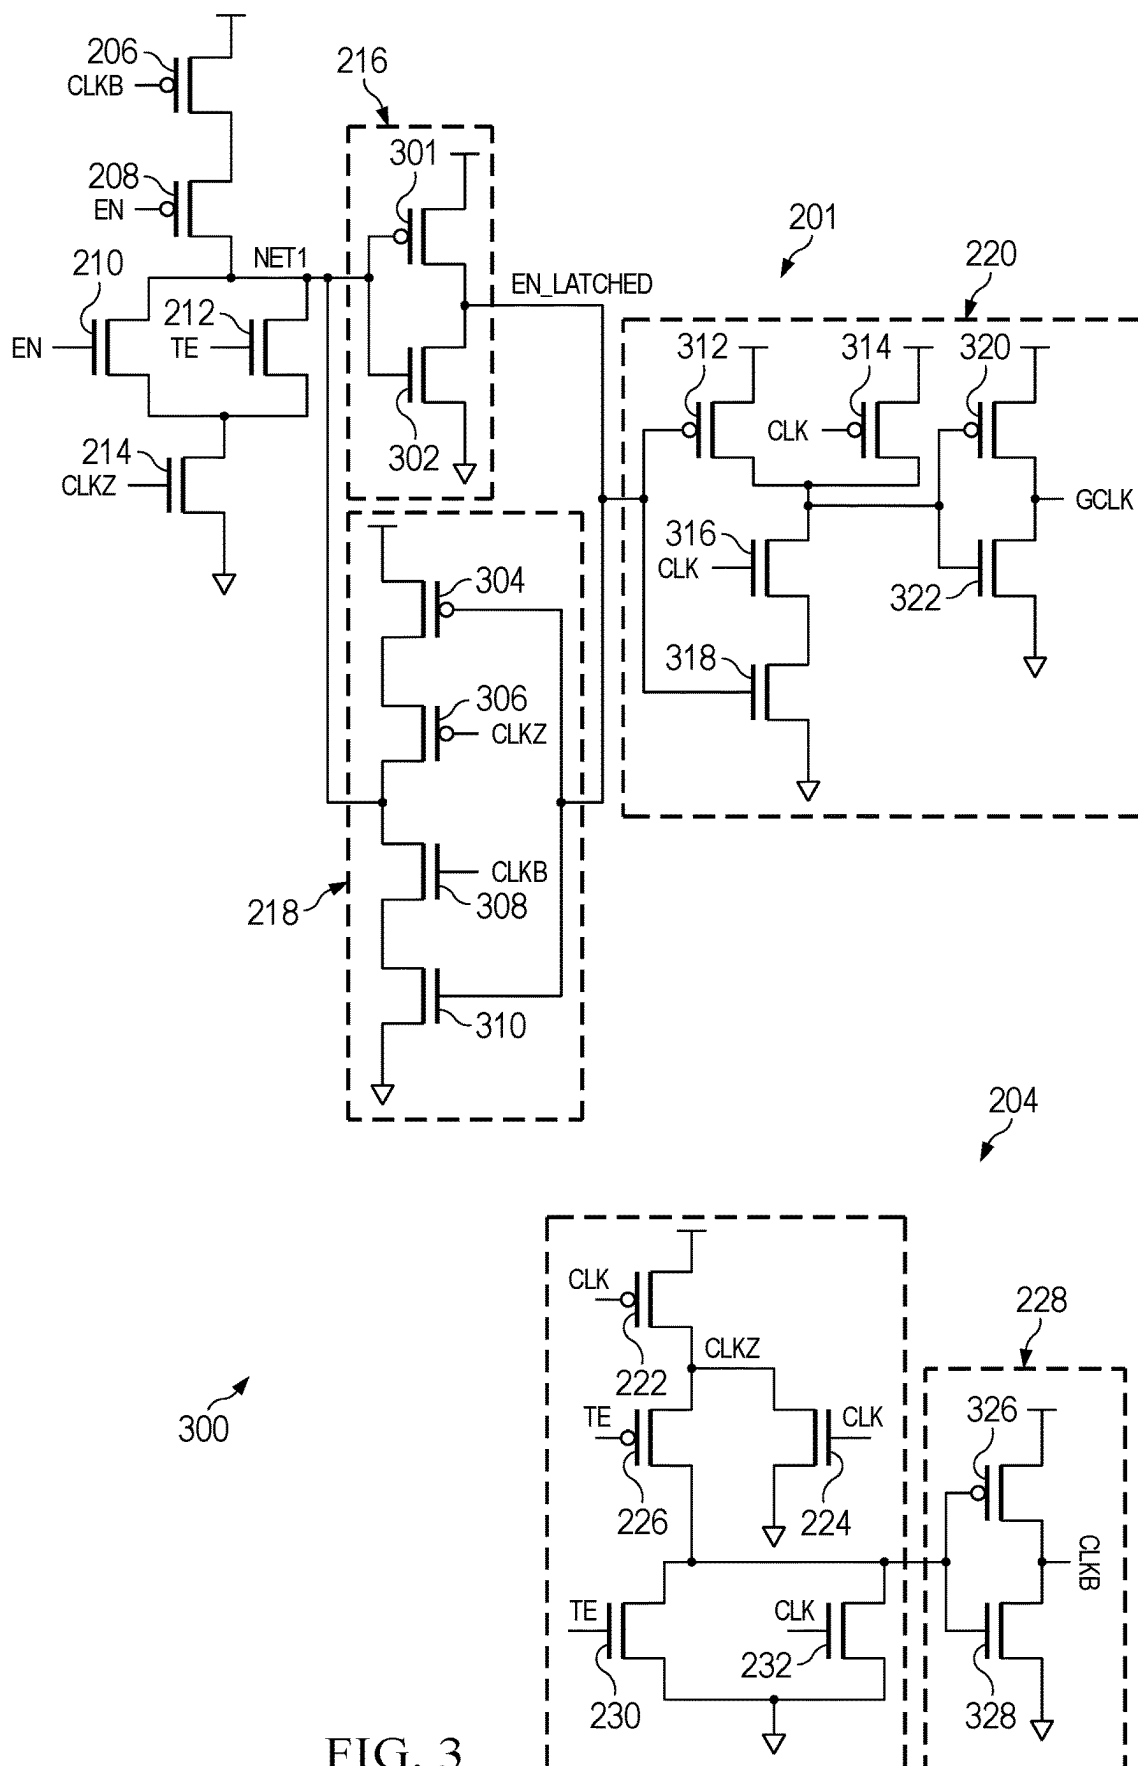 206
CLKB
208
EN
210
EN
NET1
212
TE
214
CLKZ
216
301
302
EN_LATCHED
201
220
312
314
320
CLK
GCLK
316
CLK
322
318
304
306
CLKZ
CLKB
308
218
310
204
CLK
222
CLKZ
228
300
TE
226
CLK
224
326
CLKB
TE
230
CLK
232
328
FIG. 3